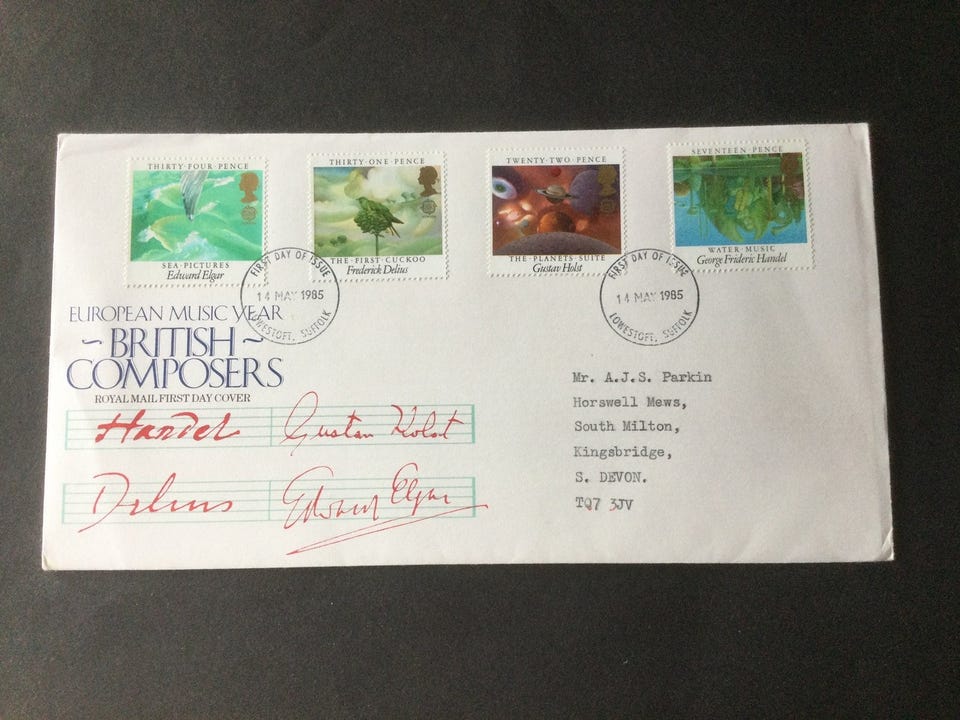 THIRTY·FOUR·PENCE
SEA·PICTURES
Edward Elgar
THIRTY·ONE·PENCE
THE·FIRST·CUCKOO
Frederick Delius
TWENTY·TWO·PENCE
THE·PLANETS·SUITE
Gustav Holst
SEVENTEEN·PENCE
WATER·MUSIC
George Frideric Handel
FIRST DAY OF ISSUE
14 MAY 1985
LOWESTOFT, SUFFOLK
FIRST DAY OF ISSUE
14 MAY 1985
LOWESTOFT, SUFFOLK
EUROPEAN MUSIC YEAR
~BRITISH~
COMPOSERS
ROYAL MAIL FIRST DAY COVER
Handel
Gustav Holst
Delius
Edward Elgar
Mr. A.J.S. Parkin
Horswell Mews,
South Milton,
Kingsbridge,
S. DEVON.
TQ7 3JV